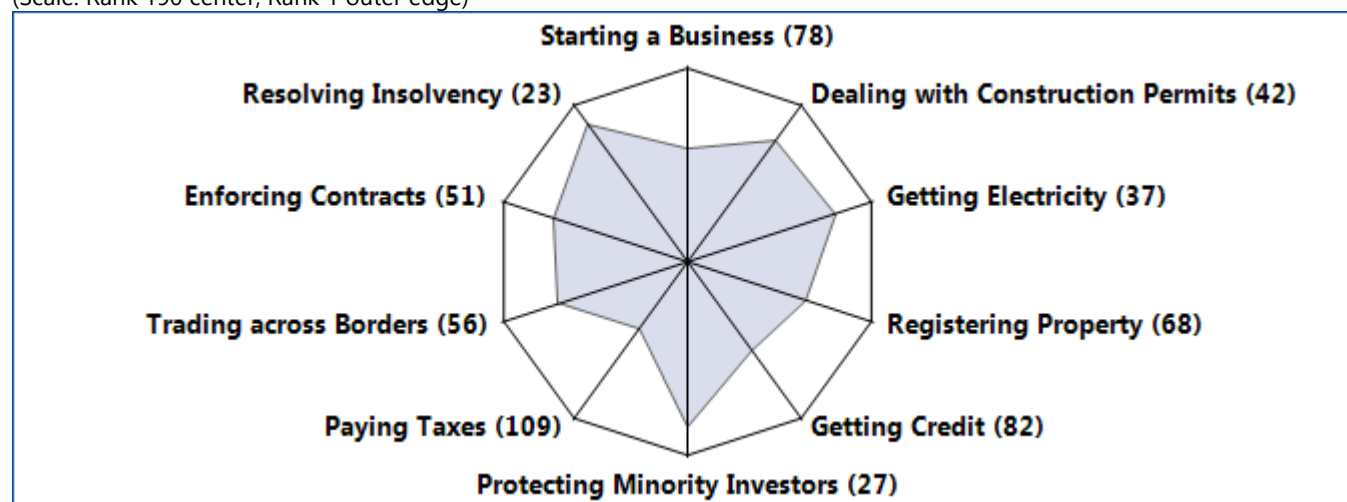 (Scale: Rank 190 center, Rank 1 outer edge)
Starting a Business (78)
Resolving Insolvency (23)
Dealing with Construction Permits (42)
Enforcing Contracts (51)
Getting Electricity (37)
Trading across Borders (56)
Registering Property (68)
Paying Taxes (109)
Getting Credit (82)
Protecting Minority Investors (27)